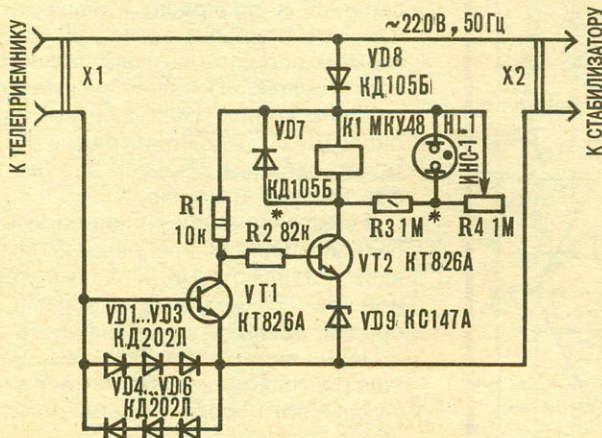 К ТЕЛЕПРИЕМНИКУ
X1
~220В, 50Гц
X2
К СТАБИЛИЗАТОРУ
VD8
КД105Б
VD7
КД105Б
К1 МКУ48
HL1
ИНС-1
R1
10к
*
R2 82к
R3 1М
*
R4 1М
VT2 КТ826А
VT1
КТ826А
VD9 КС147А
VD1...VD3
КД202Л
VD4...VD6
КД202Л